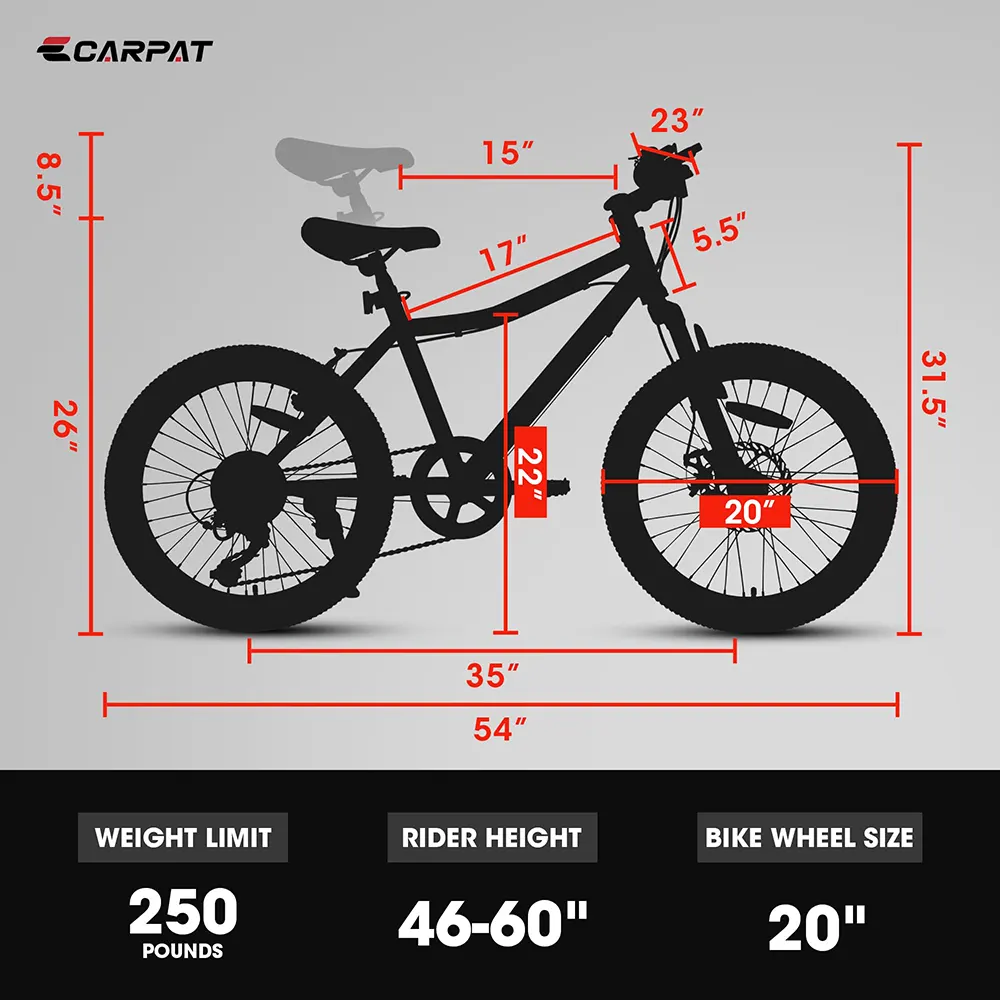 ECARPAT
23"
15"
8.5"
5.5"
17"
31.5"
26"
22"
20"
35"
54"
WEIGHT LIMIT
RIDER HEIGHT
BIKE WHEEL SIZE
250
POUNDS
46-60"
20"